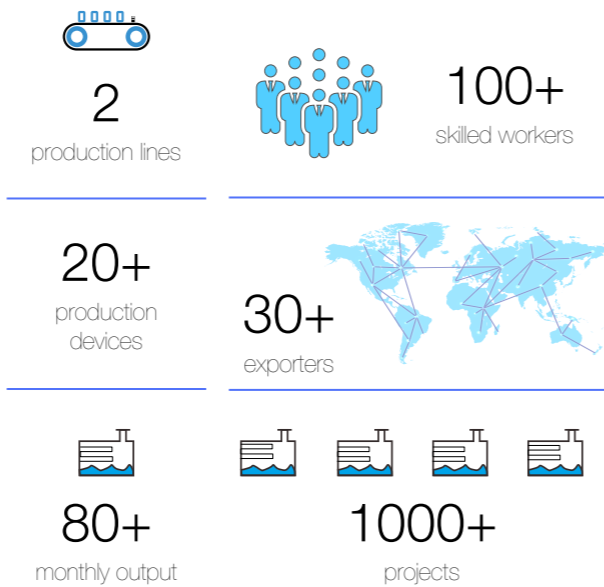 2
production lines
100+
skilled workers
20+
production
devices
30+
exporters
80+
monthly output
1000+
projects